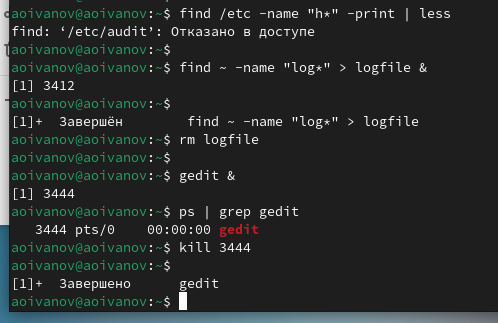 aoivanov@aoivanov:~$ find /etc -name "h*" -print | less
find: ‘/etc/audit’: Отказано в доступе
aoivanov@aoivanov:~$
aoivanov@aoivanov:~$ find ~ -name "log*" > logfile &
[1] 3412
aoivanov@aoivanov:~$
[1]+  Завершён        find ~ -name "log*" > logfile
aoivanov@aoivanov:~$ rm logfile
aoivanov@aoivanov:~$
aoivanov@aoivanov:~$ gedit &
[1] 3444
aoivanov@aoivanov:~$ ps | grep gedit
   3444 pts/0    00:00:00 gedit
aoivanov@aoivanov:~$ kill 3444
aoivanov@aoivanov:~$
[1]+  Завершено      gedit
aoivanov@aoivanov:~$